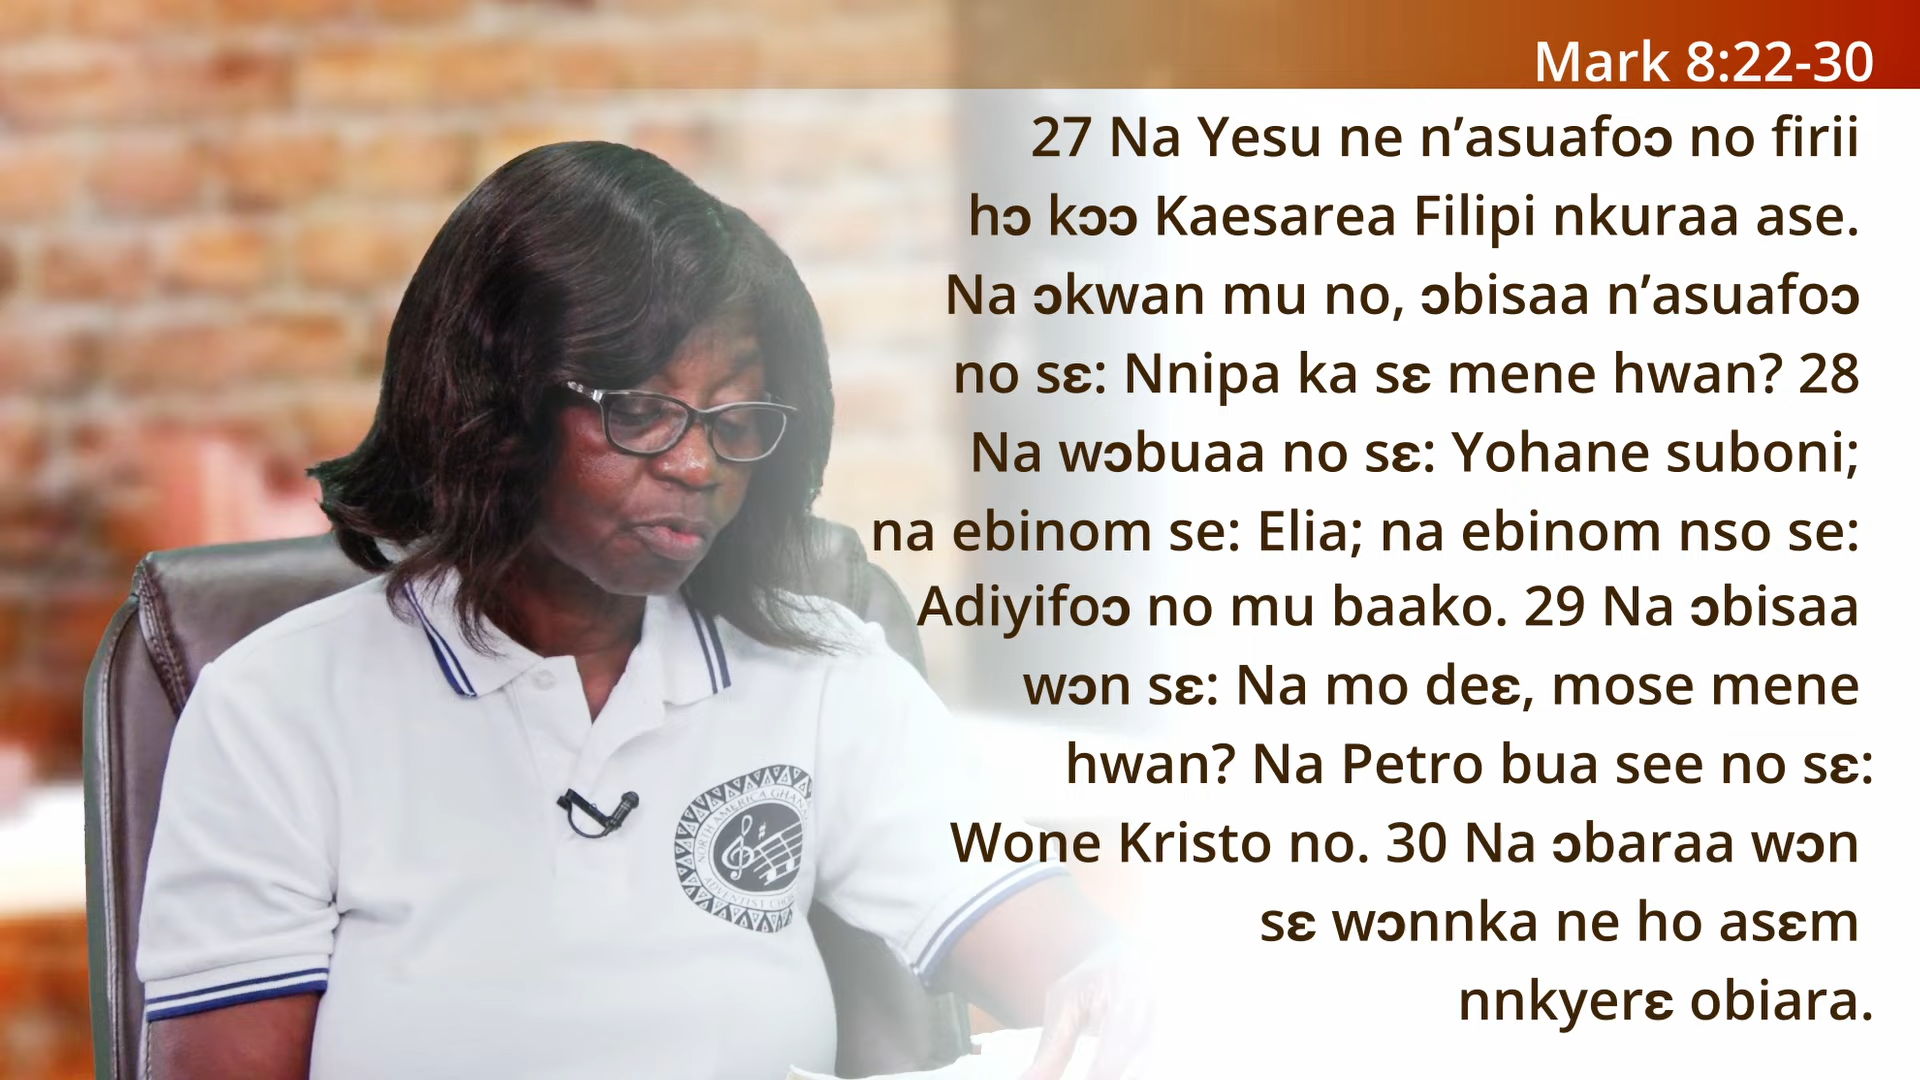 Mark 8:22-30
27 Na Yesu ne n’asuafoɔ no firii
hɔ kɔɔ Kaesarea Filipi nkuraa ase.
Na ɔkwan mu no, ɔbisaa n’asuafoɔ
no sɛ: Nnipa ka sɛ mene hwan? 28
Na wɔbuaa no sɛ: Yohane suboni;
na ebinom se: Elia; na ebinom nso se:
Adiyifoɔ no mu baako. 29 Na ɔbisaa
wɔn sɛ: Na mo deɛ, mose mene
hwan? Na Petro bua see no sɛ:
Wone Kristo no. 30 Na ɔbaraa wɔn
sɛ wɔnnka ne ho asɛm
nnkyerɛ obiara.
NORTH AMERICA GHANA
ADVENTIST